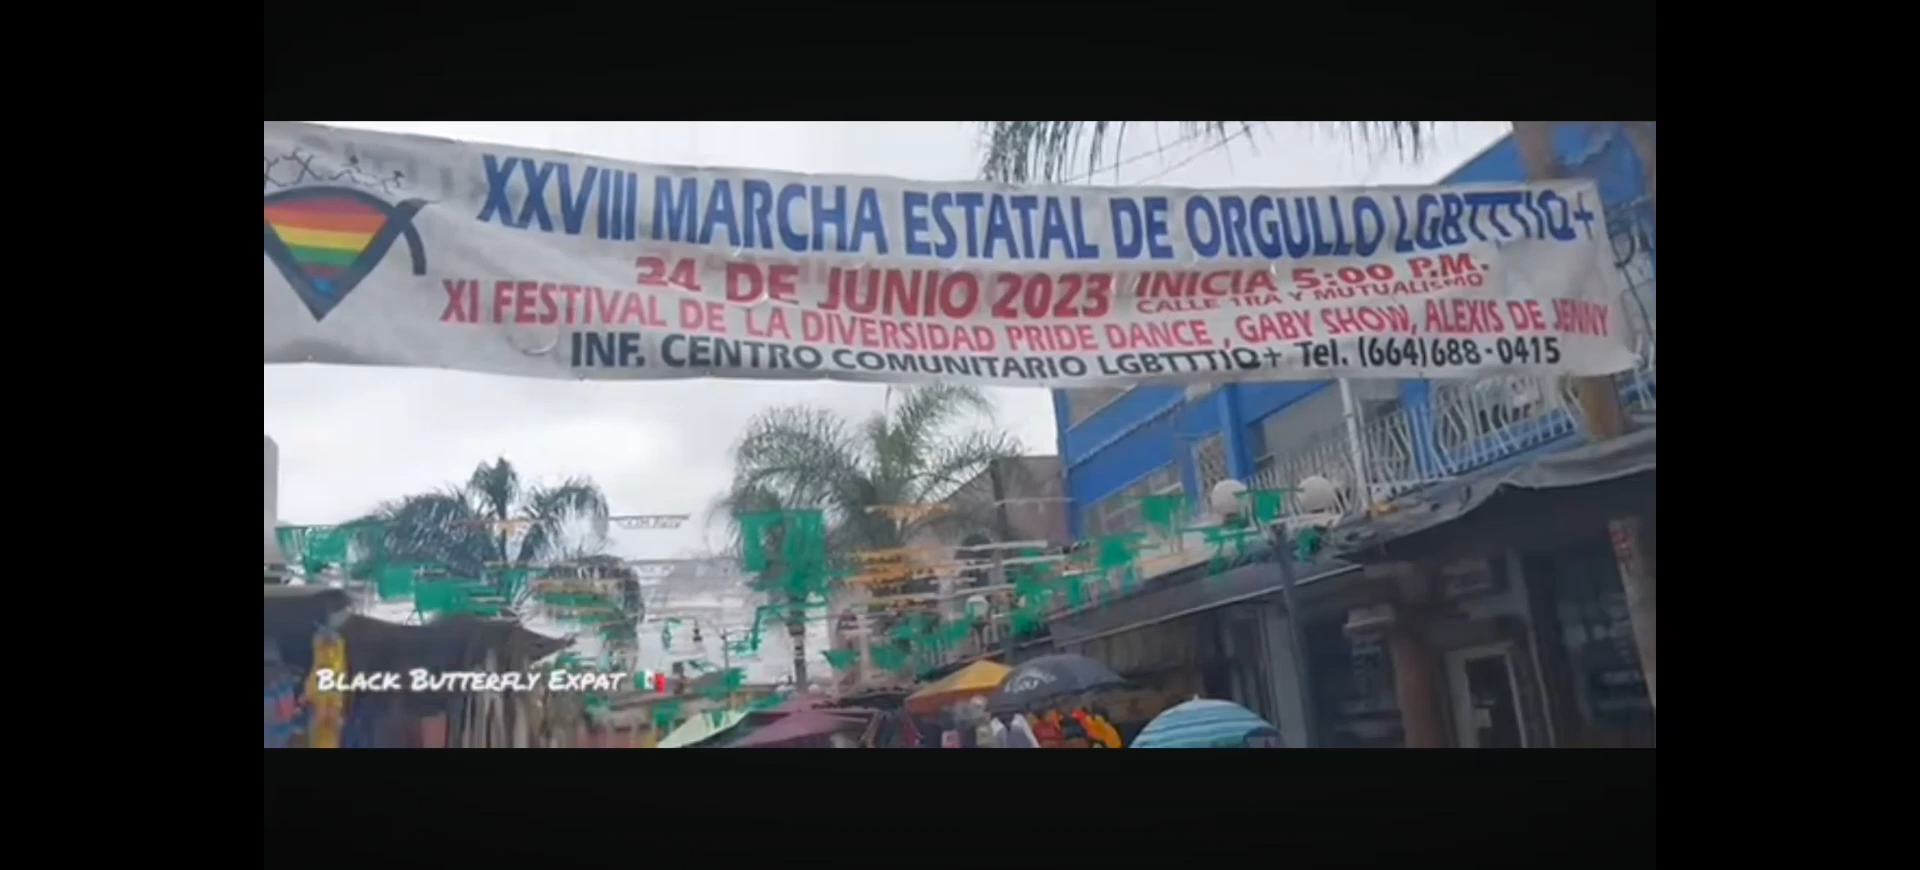 XXVIII MARCHA ESTATAL DE ORGULLO LGBTTTIQ+
24 DE JUNIO 2023 INICIA 5:00 P.M.
CALLE 1RA Y MUTUALISMO
XI FESTIVAL DE LA DIVERSIDAD PRIDE DANCE, GABY SHOW, ALEXIS DE JENNY
INF. CENTRO COMUNITARIO LGBTTTIQ+ Tel. (664)688-0415
BLACK BUTTERFLY EXPAT